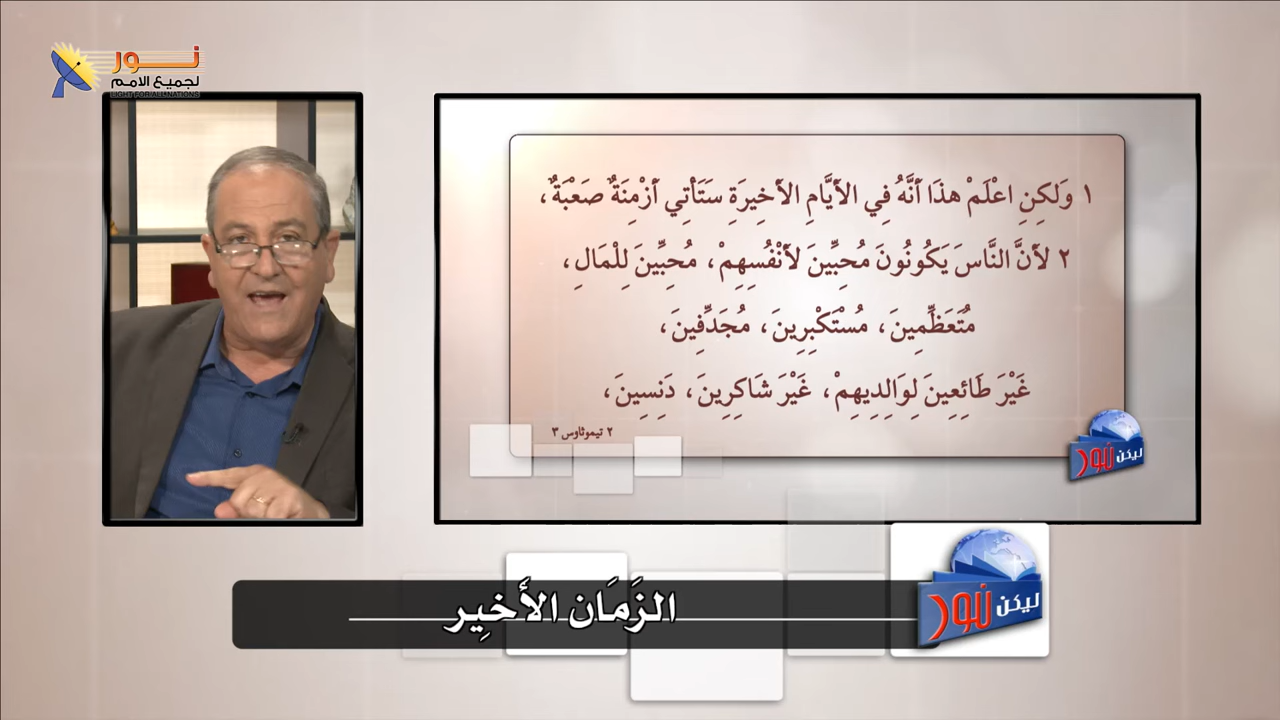 نور
لجميع الامم
LIGHT FOR ALL NATIONS
١ وَلكِنِ اعْلَمْ هذَا أَنَّهُ فِي الأَيَّامِ الأَخِيرَةِ سَتَأْتِي أَزْمِنَةٌ صَعْبَةٌ،
٢ لأَنَّ النَّاسَ يَكُونُونَ مُحِبِّينَ لأَنْفُسِهِمْ، مُحِبِّينَ لِلْمَالِ،
مُتَعَظِّمِينَ، مُسْتَكْبِرِينَ، مُجَدِّفِينَ،
غَيْرَ طَائِعِينَ لِوَالِدِيهِمْ، غَيْرَ شَاكِرِينَ، دَنِسِينَ،
٢ تيموثاوس ٣
ليكن نور
الزَمَان الأَخِير
ليكن نور